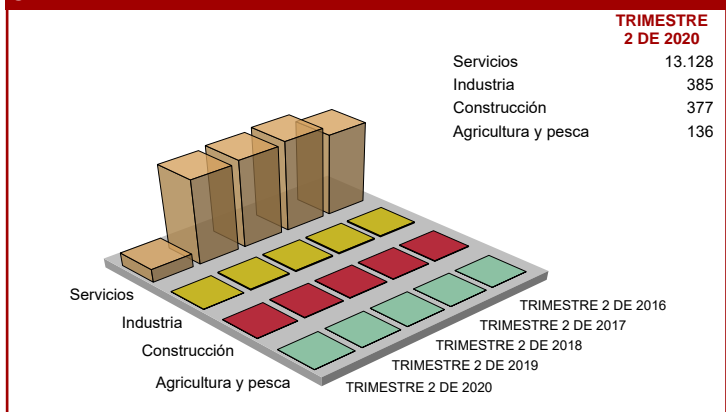 TRIMESTRE
2 DE 2020
Servicios 13.128
Industria 385
Construcción 377
Agricultura y pesca 136
Servicios
Industria
Construcción
Agricultura y pesca
TRIMESTRE 2 DE 2016
TRIMESTRE 2 DE 2017
TRIMESTRE 2 DE 2018
TRIMESTRE 2 DE 2019
TRIMESTRE 2 DE 2020